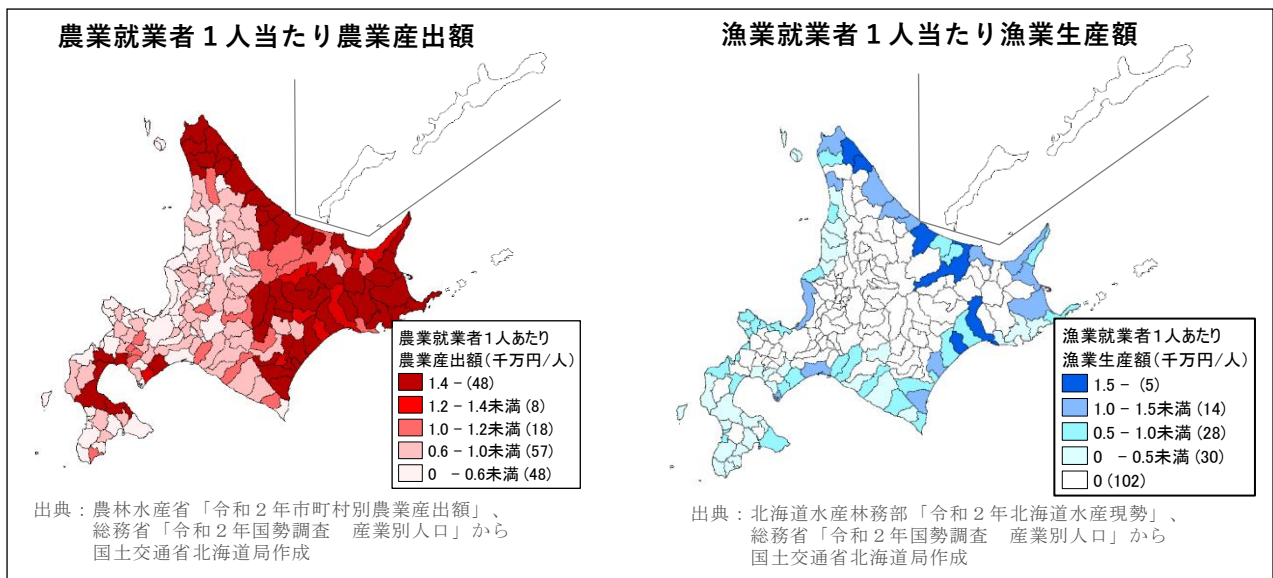 農業就業者１人当たり農業産出額
農業就業者1人あたり
農業産出額(千万円/人)
1.4 - (48)
1.2 - 1.4未満 (8)
1.0 - 1.2未満 (18)
0.6 - 1.0未満 (57)
0 - 0.6未満 (48)
出典：農林水産省「令和２年市町村別農業産出額」、
総務省「令和２年国勢調査　産業別人口」から
国土交通省北海道局作成
漁業就業者１人当たり漁業生産額
漁業就業者1人あたり
漁業生産額(千万円/人)
1.5 - (5)
1.0 - 1.5未満 (14)
0.5 - 1.0未満 (28)
0 - 0.5未満 (30)
0 (102)
出典：北海道水産林務部「令和２年北海道水産現勢」、
総務省「令和２年国勢調査　産業別人口」から
国土交通省北海道局作成